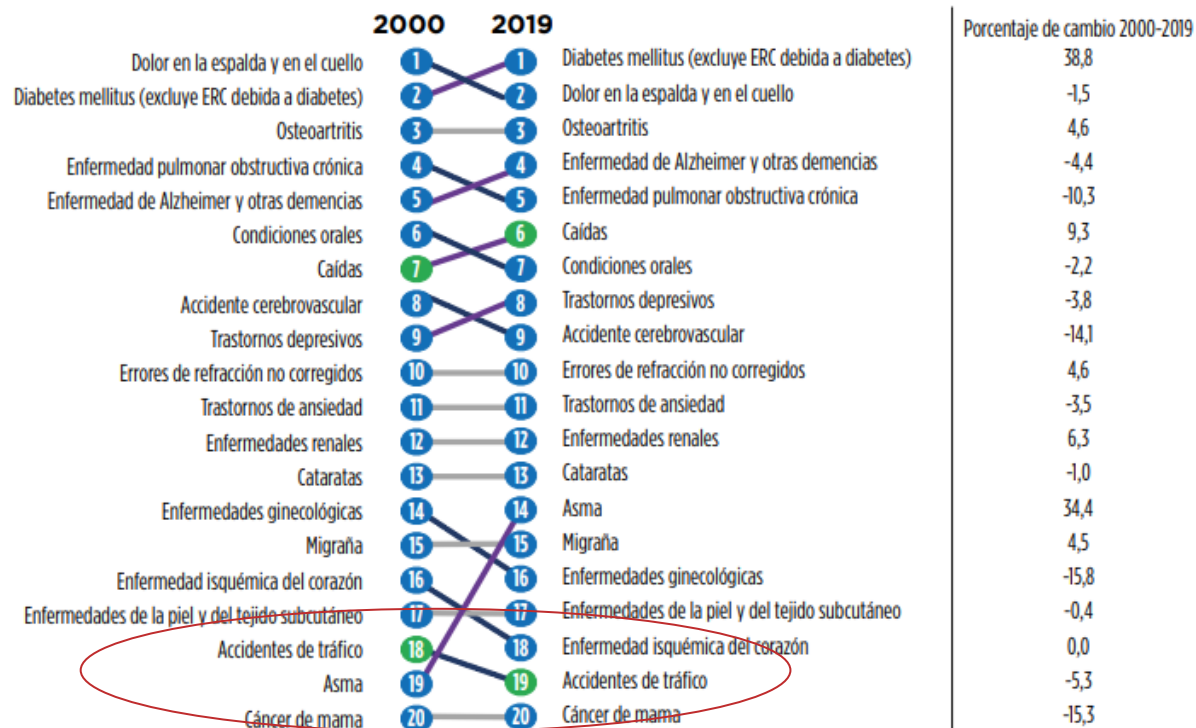 2000 2019 Porcentaje de cambio 2000-2019
Dolor en la espalda y en el cuello 1 1 Diabetes mellitus (excluye ERC debida a diabetes) 38,8
Diabetes mellitus (excluye ERC debida a diabetes) 2 2 Dolor en la espalda y en el cuello -1,5
Osteoartritis 3 3 Osteoartritis 4,6
Enfermedad pulmonar obstructiva crónica 4 4 Enfermedad de Alzheimer y otras demencias -4,4
Enfermedad de Alzheimer y otras demencias 5 5 Enfermedad pulmonar obstructiva crónica -10,3
Condiciones orales 6 6 Caídas 9,3
Caídas 7 7 Condiciones orales -2,2
Accidente cerebrovascular 8 8 Trastornos depresivos -3,8
Trastornos depresivos 9 9 Accidente cerebrovascular -14,1
Errores de refracción no corregidos 10 10 Errores de refracción no corregidos 4,6
Trastornos de ansiedad 11 11 Trastornos de ansiedad -3,5
Enfermedades renales 12 12 Enfermedades renales 6,3
Cataratas 13 13 Cataratas -1,0
Enfermedades ginecológicas 14 14 Asma 34,4
Migraña 15 15 Migraña 4,5
Enfermedad isquémica del corazón 16 16 Enfermedades ginecológicas -15,8
Enfermedades de la piel y del tejido subcutáneo 17 17 Enfermedades de la piel y del tejido subcutáneo -0,4
Accidentes de tráfico 18 18 Enfermedad isquémica del corazón 0,0
Asma 19 19 Accidentes de tráfico -5,3
Cáncer de mama 20 20 Cáncer de mama -15,3